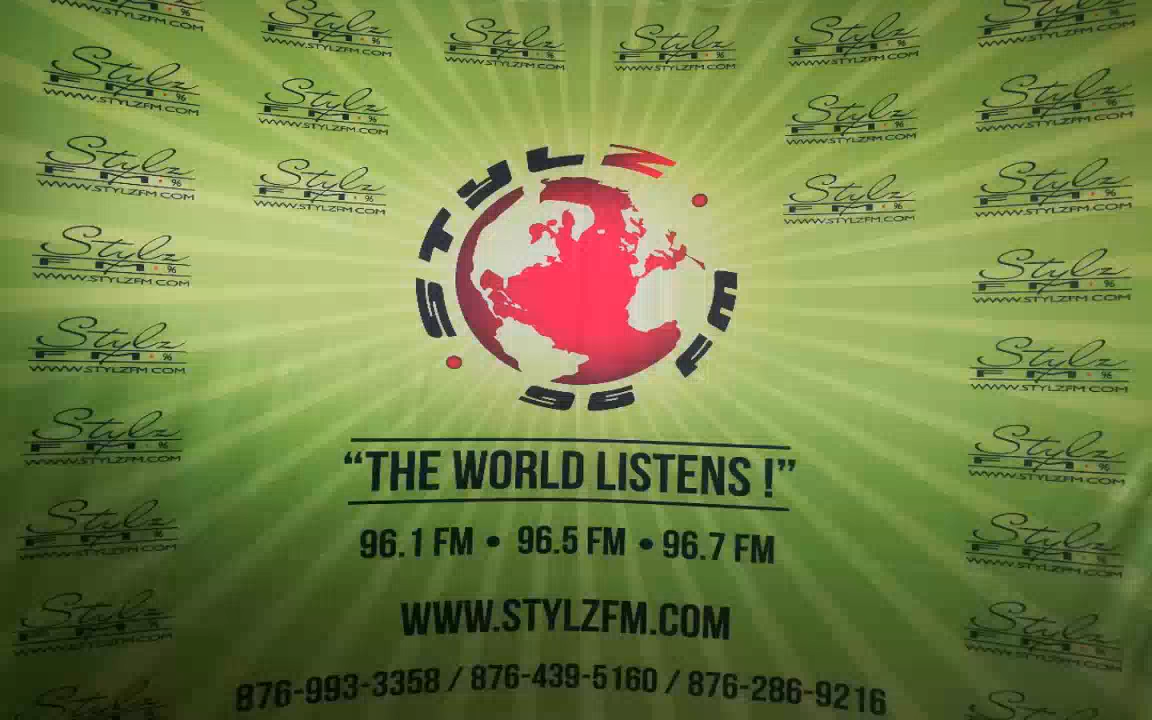 Stylz
FM 96
WWW.STYLZFM.COM
STYLZ
FM
96
“THE WORLD LISTENS !”
96.1 FM • 96.5 FM • 96.7 FM
WWW.STYLZFM.COM
876-993-3358 / 876-439-5160 / 876-286-9216